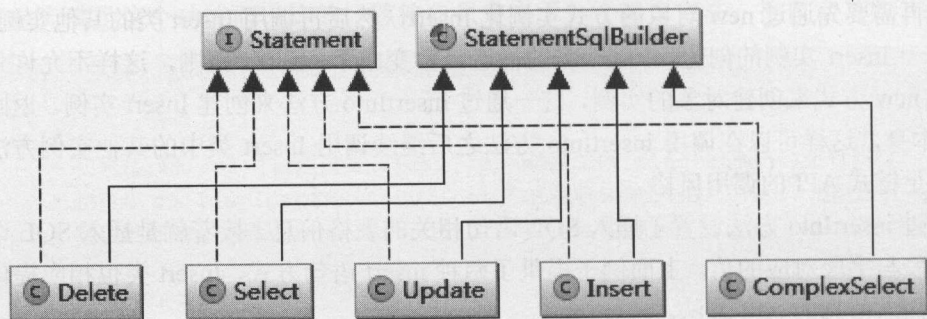 I Statement
C StatementSqlBuilder
C Delete
C Select
C Update
C Insert
C ComplexSelect